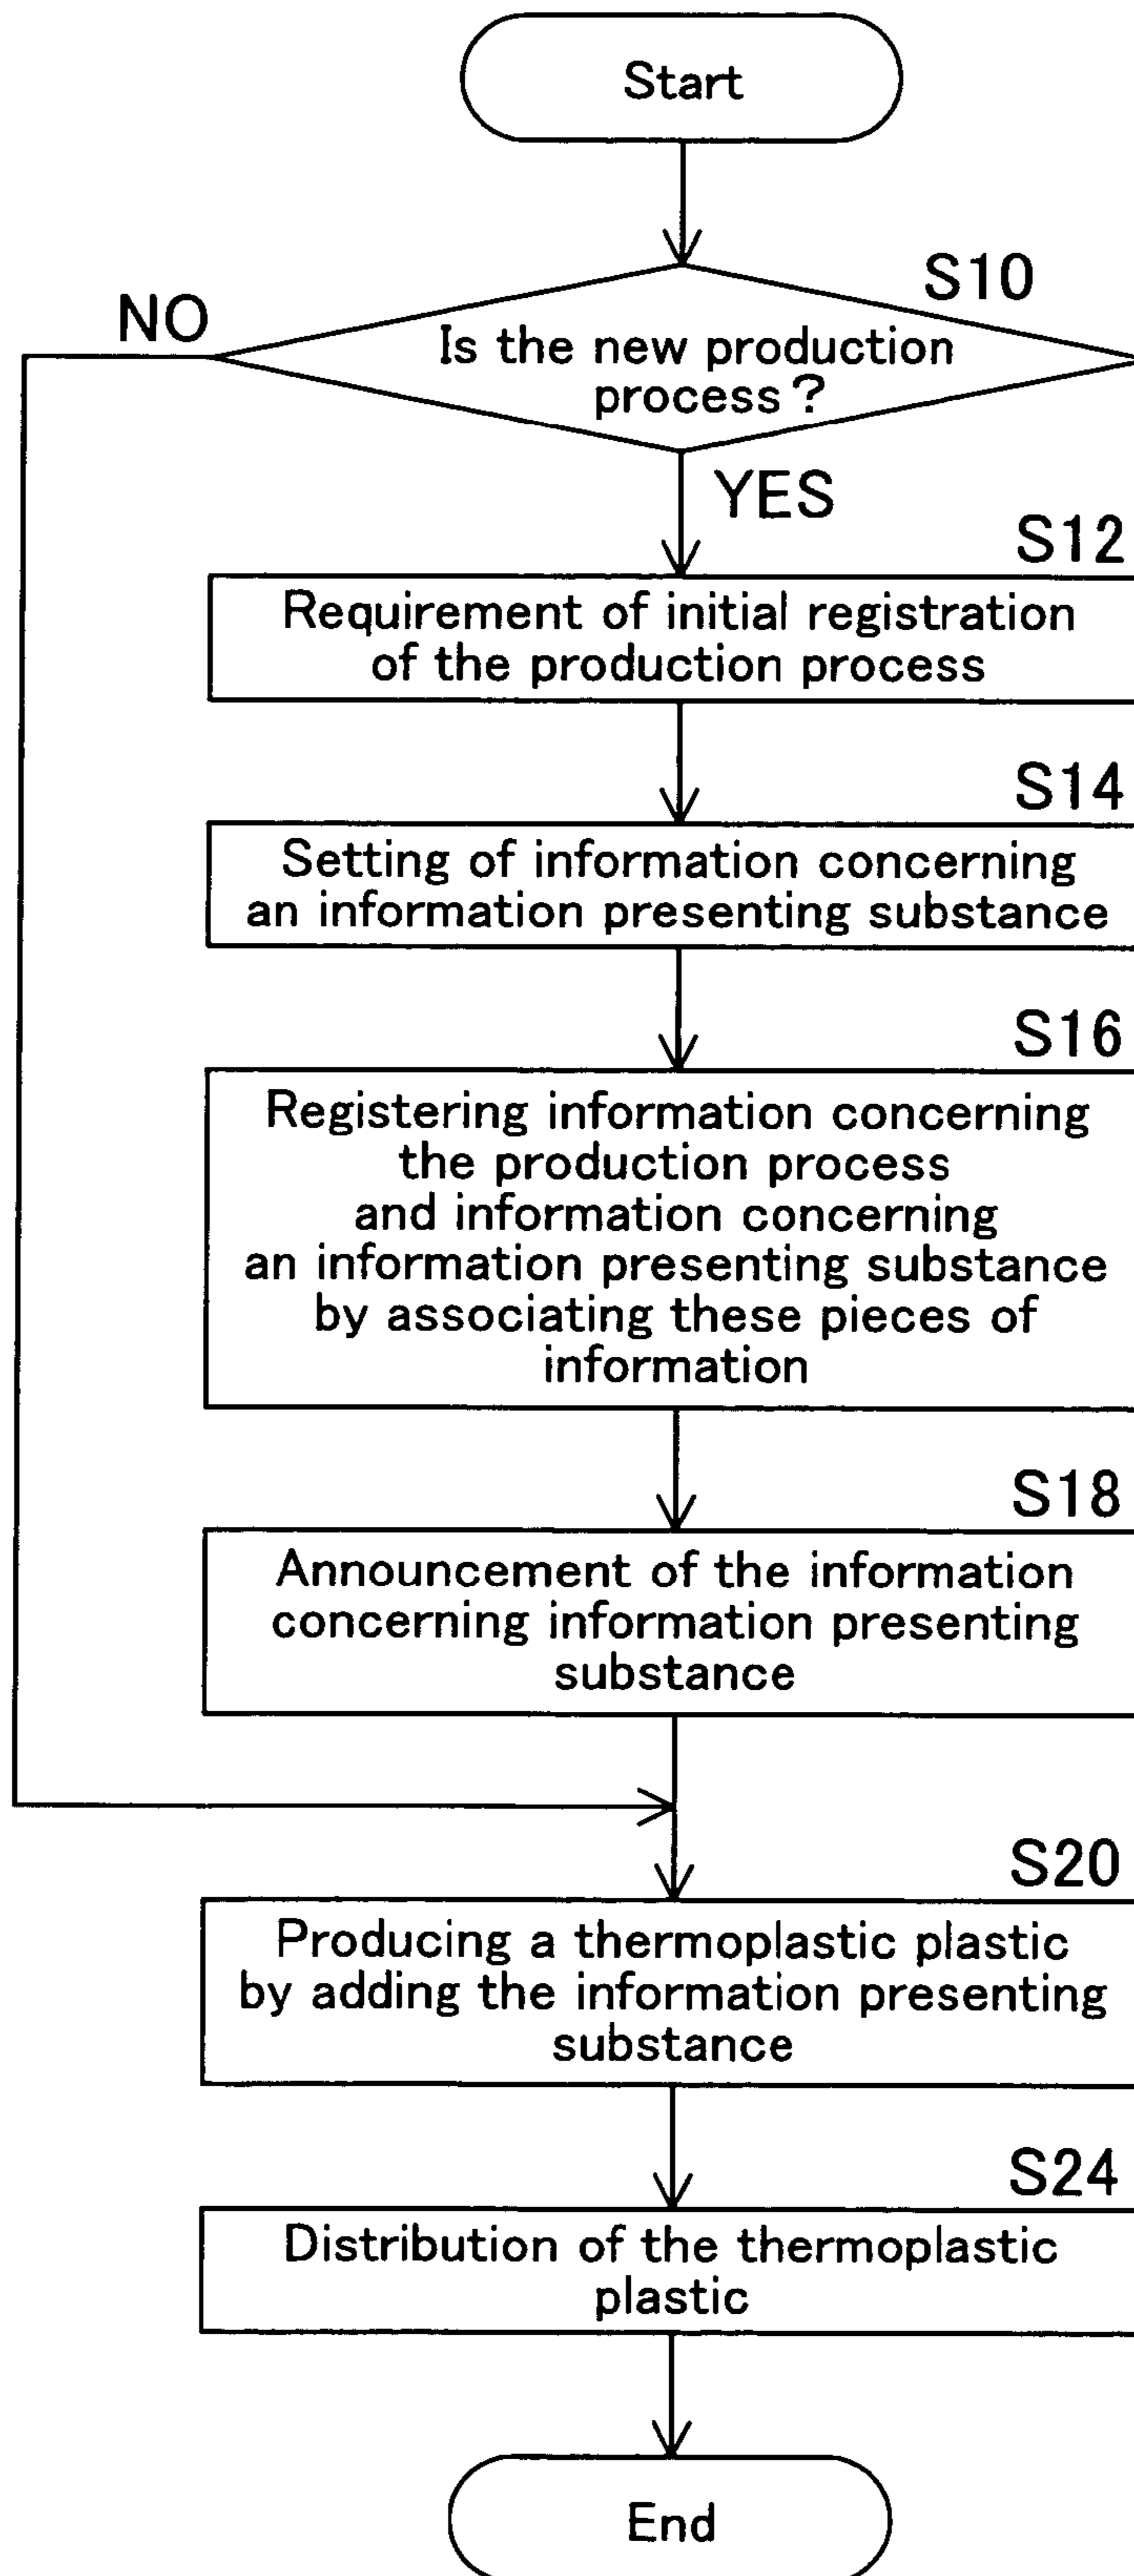 Start
S10
NO
Is the new production
process?
YES
S12
Requirement of initial registration
of the production process
S14
Setting of information concerning
an information presenting substance
S16
Registering information concerning
the production process
and information concerning
an information presenting substance
by associating these pieces of
information
S18
Announcement of the information
concerning information presenting
substance
S20
Producing a thermoplastic plastic
by adding the information presenting
substance
S24
Distribution of the thermoplastic
plastic
End